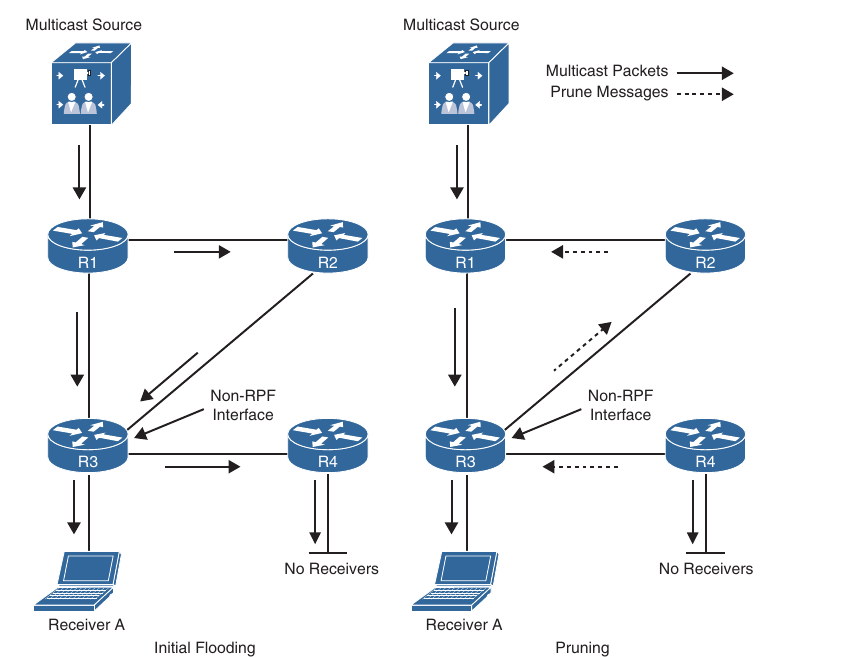 Multicast Source
R1
R2
Non-RPF
Interface
R3
R4
No Receivers
Receiver A
Initial Flooding
Multicast Source
Multicast Packets
Prune Messages
R1
R2
Non-RPF
Interface
R3
R4
No Receivers
Receiver A
Pruning